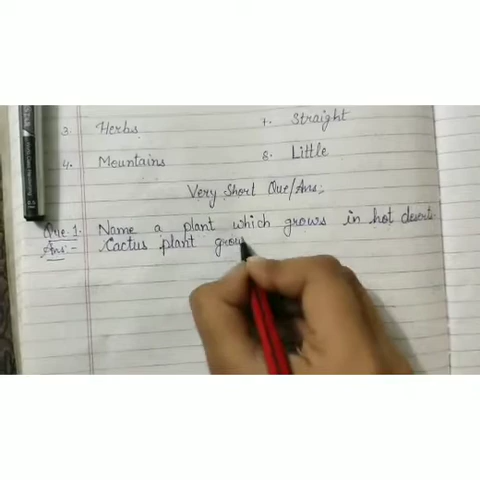 3. Herbs 7. Straight
4. Mountains 8. Little
Very Short Que/Ans:-
Que.1. Name a plant which grows in hot desert.
Ans:- Cactus plant grow